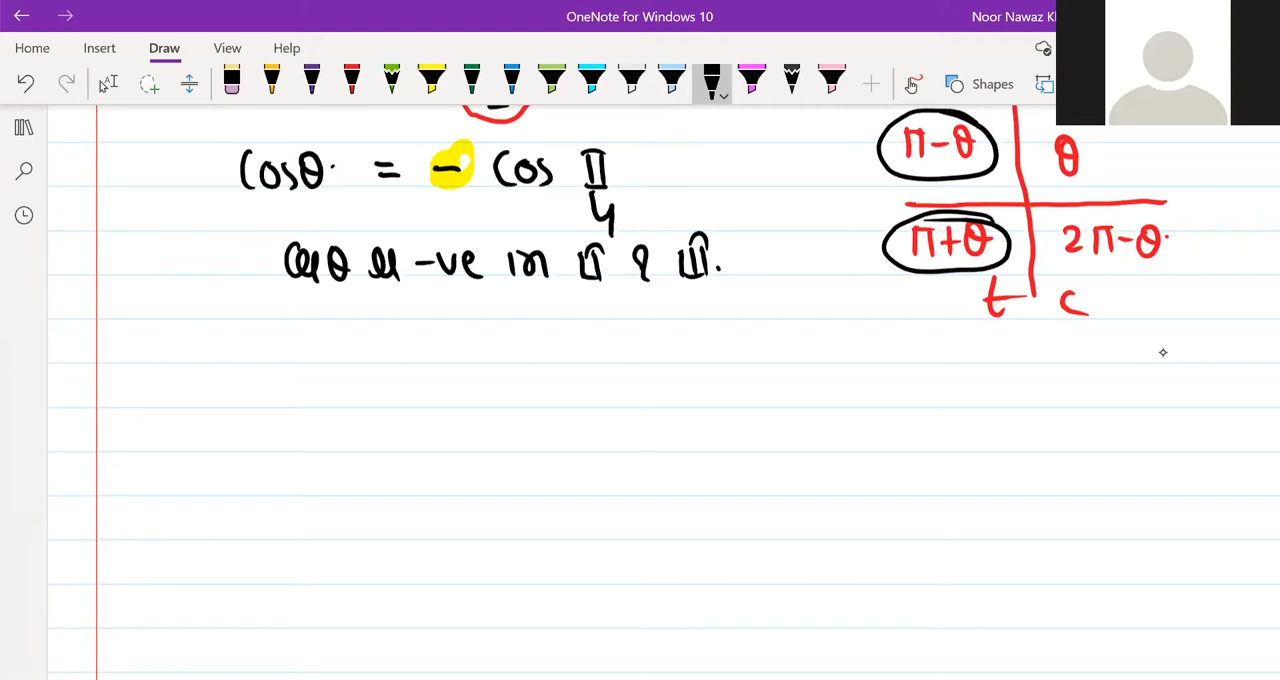 OneNote for Windows 10
Noor Nawaz Kh
Home Insert Draw View Help
Shapes
Cosθ = - Cos π/4
Cosθ is -ve in II & III.
π-θ θ
π+θ 2π-θ
t c